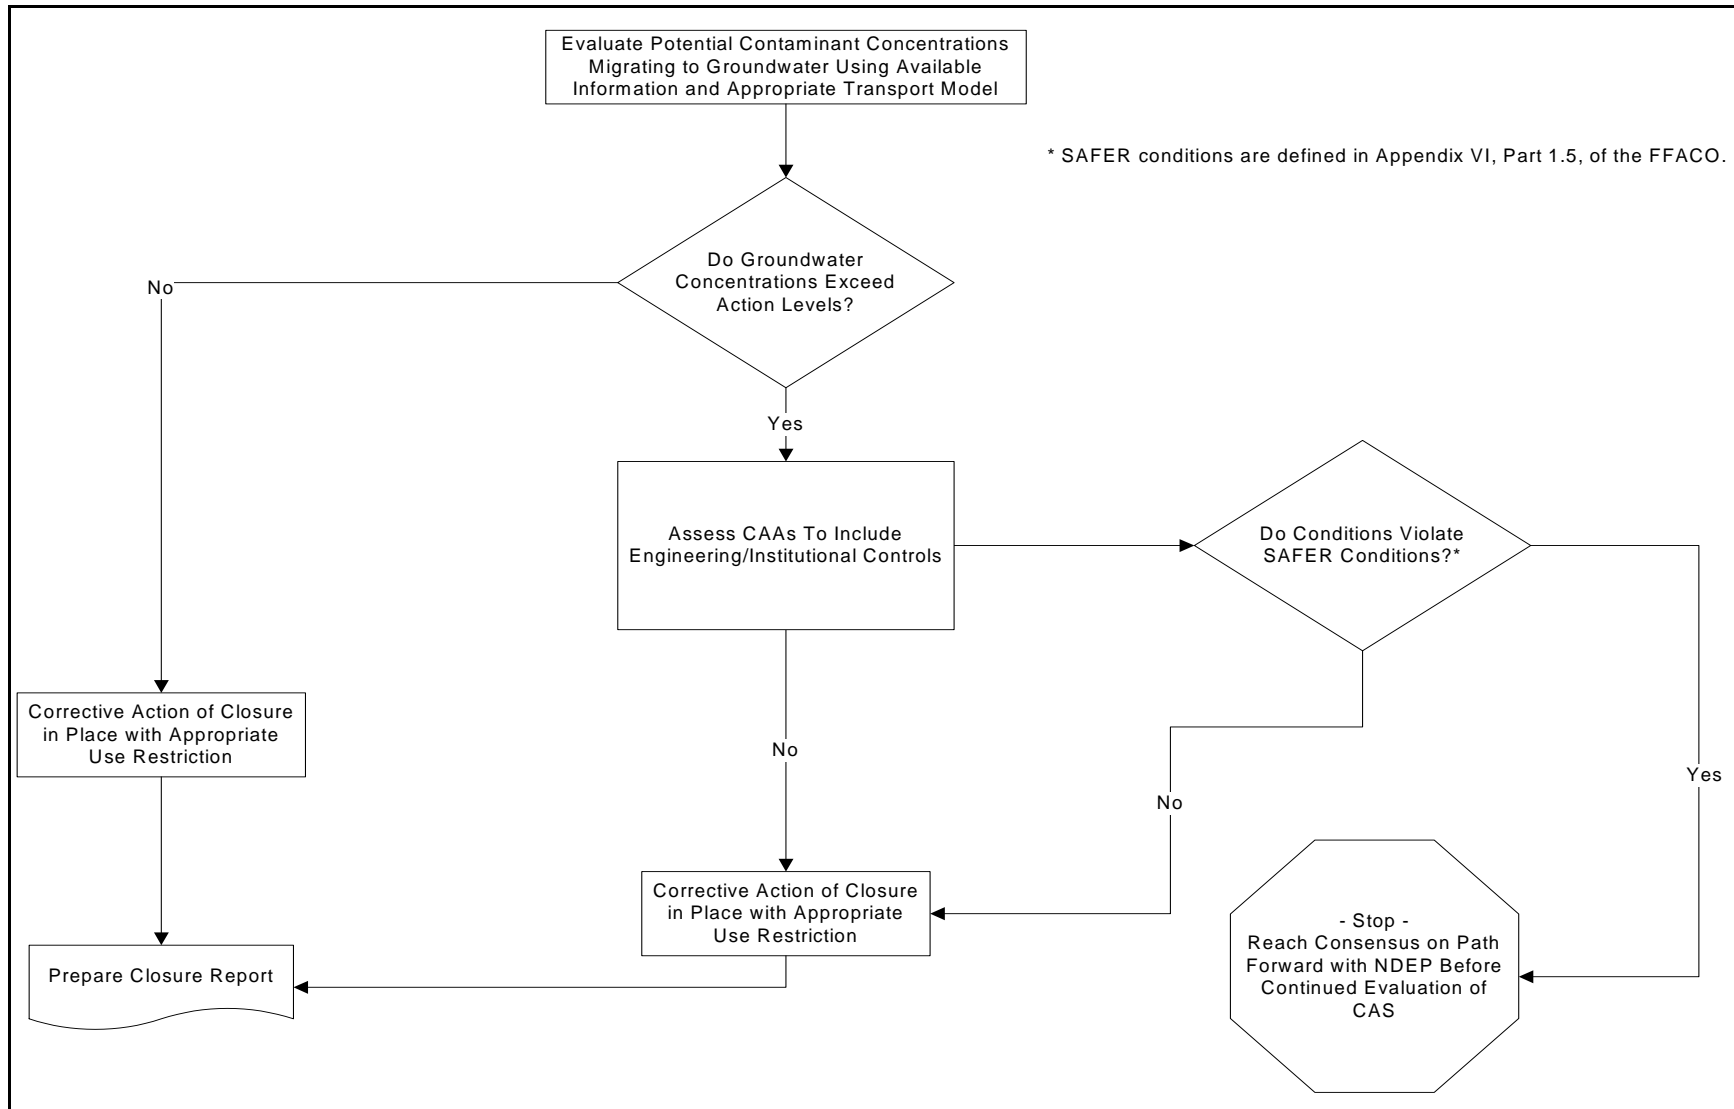 Evaluate Potential Contaminant Concentrations
Migrating to Groundwater Using Available
Information and Appropriate Transport Model
* SAFER conditions are defined in Appendix VI, Part 1.5, of the FFACO.
Do Groundwater
Concentrations Exceed
Action Levels?
No
Yes
Assess CAAs To Include
Engineering/Institutional Controls
Do Conditions Violate
SAFER Conditions?*
Corrective Action of Closure
in Place with Appropriate
Use Restriction
No
No
Yes
Corrective Action of Closure
in Place with Appropriate
Use Restriction
- Stop -
Reach Consensus on Path
Forward with NDEP Before
Continued Evaluation of
CAS
Prepare Closure Report